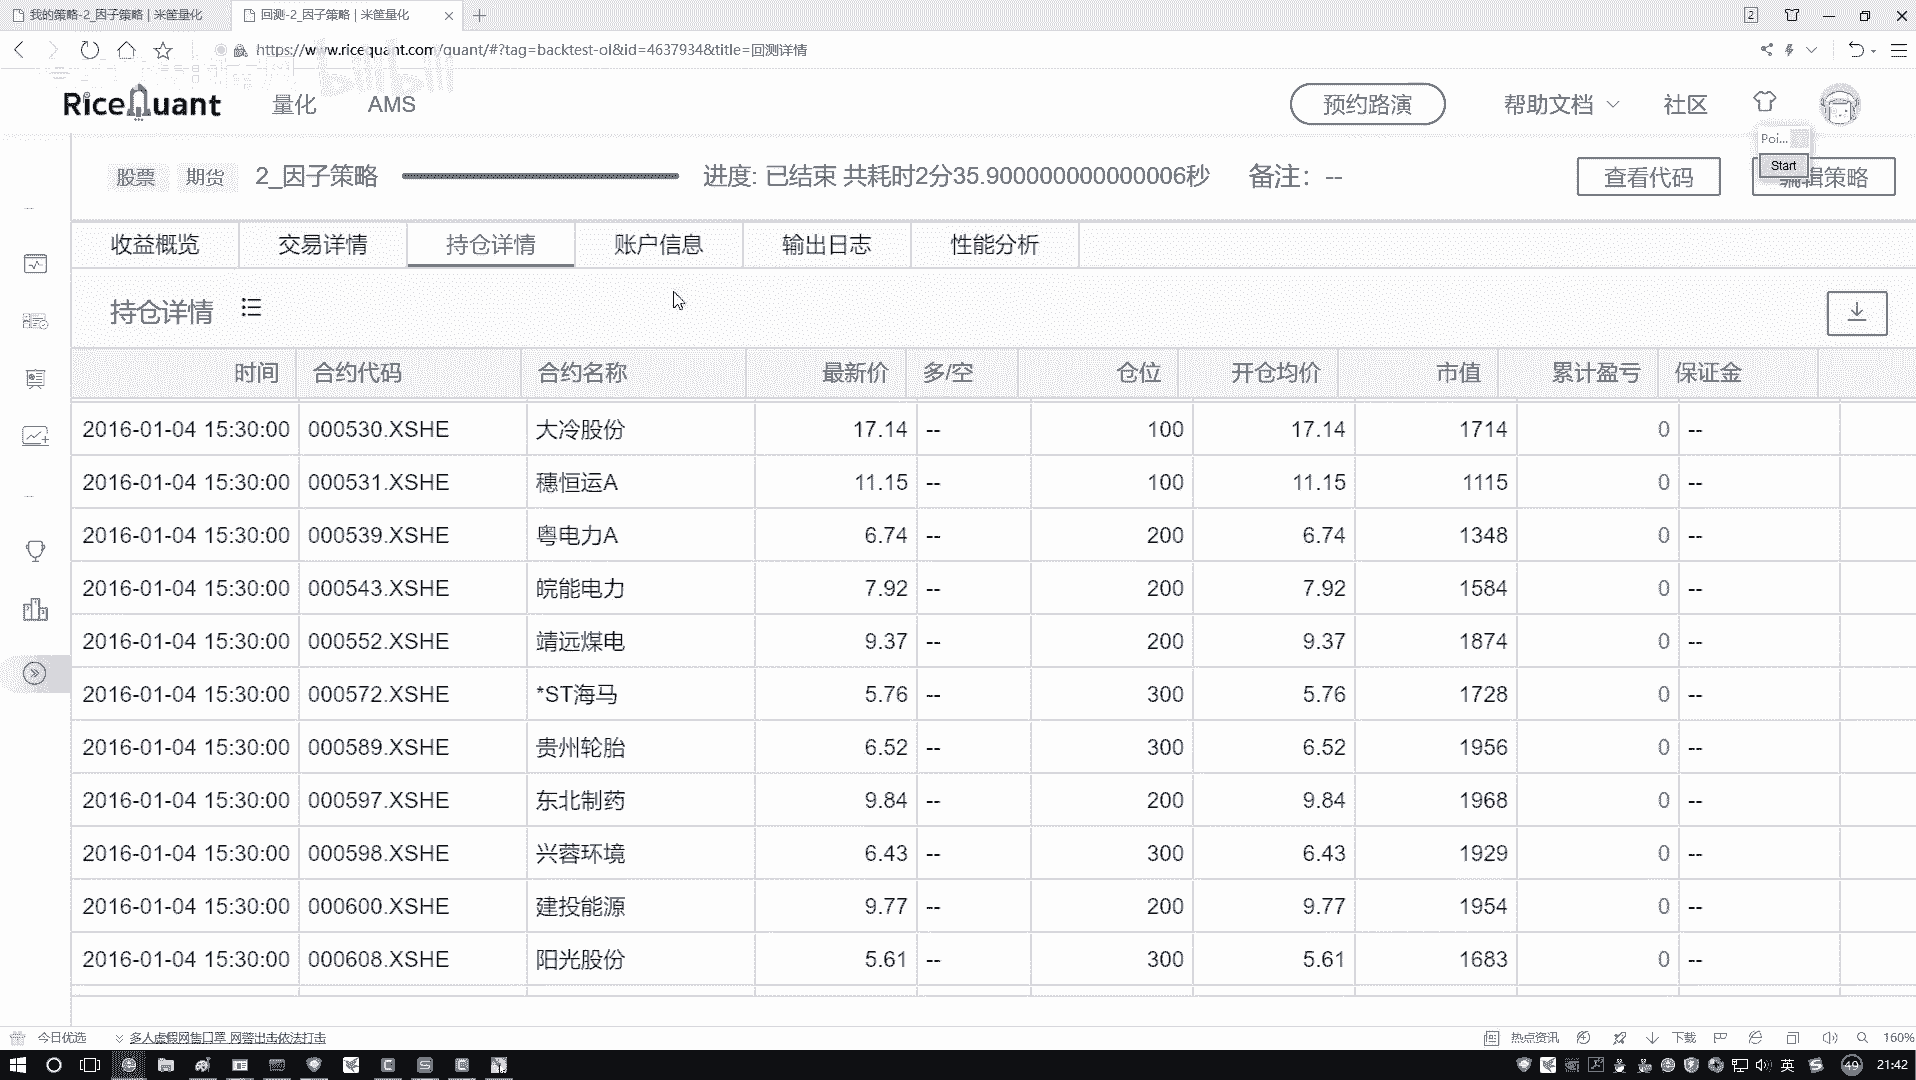 我的策略-2_因子策略 | 米筐量化
回测-2_因子策略 | 米筐量化
2
https://www.ricequant.com/quant/#?tag=backtest-ol&id=4637934&title=回测详情
bilibili
RiceQuant 量化 AMS 预约路演 帮助文档 社区
Poi...
Start
股票 期货 2_因子策略 进度: 已结束 共耗时2分35.900000000000006秒 备注: -- 查看代码 编辑策略
收益概览 交易详情 持仓详情 账户信息 输出日志 性能分析
持仓详情
时间 合约代码 合约名称 最新价 多/空 仓位 开仓均价 市值 累计盈亏 保证金
2016-01-04 15:30:00 000530.XSHE 大冷股份 17.14 -- 100 17.14 1714 0 --
2016-01-04 15:30:00 000531.XSHE 穗恒运A 11.15 -- 100 11.15 1115 0 --
2016-01-04 15:30:00 000539.XSHE 粤电力A 6.74 -- 200 6.74 1348 0 --
2016-01-04 15:30:00 000543.XSHE 皖能电力 7.92 -- 200 7.92 1584 0 --
2016-01-04 15:30:00 000552.XSHE 靖远煤电 9.37 -- 200 9.37 1874 0 --
2016-01-04 15:30:00 000572.XSHE *ST海马 5.76 -- 300 5.76 1728 0 --
2016-01-04 15:30:00 000589.XSHE 贵州轮胎 6.52 -- 300 6.52 1956 0 --
2016-01-04 15:30:00 000597.XSHE 东北制药 9.84 -- 200 9.84 1968 0 --
2016-01-04 15:30:00 000598.XSHE 兴蓉环境 6.43 -- 300 6.43 1929 0 --
2016-01-04 15:30:00 000600.XSHE 建投能源 9.77 -- 200 9.77 1954 0 --
2016-01-04 15:30:00 000608.XSHE 阳光股份 5.61 -- 300 5.61 1683 0 --
今日优选 多人虚假网售口罩 网警出击依法打击 热点资讯 下载 160%
英 49 21:42